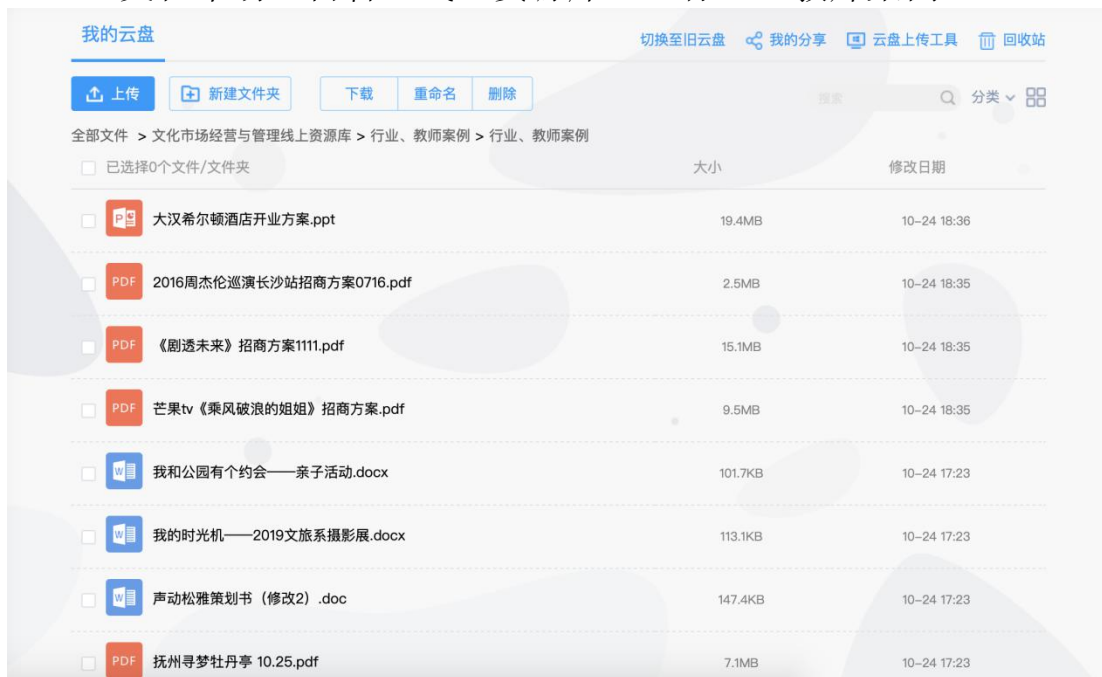 我的云盘 切换至旧云盘 我的分享 云盘上传工具 回收站
上传 新建文件夹 下载 重命名 删除 搜索 分类
全部文件 > 文化市场经营与管理线上资源库 > 行业、教师案例 > 行业、教师案例
已选择0个文件/文件夹 大小 修改日期
大汉希尔顿酒店开业方案.ppt 19.4MB 10-24 18:36
PDF 2016周杰伦巡演长沙站招商方案0716.pdf 2.5MB 10-24 18:35
PDF 《剧透未来》招商方案1111.pdf 15.1MB 10-24 18:35
PDF 芒果tv《乘风破浪的姐姐》招商方案.pdf 9.5MB 10-24 18:35
我和公园有个约会——亲子活动.docx 101.7KB 10-24 17:23
我的时光机——2019文旅系摄影展.docx 113.1KB 10-24 17:23
声动松雅策划书（修改2）.doc 147.4KB 10-24 17:23
PDF 抚州寻梦牡丹亭 10.25.pdf 7.1MB 10-24 17:23